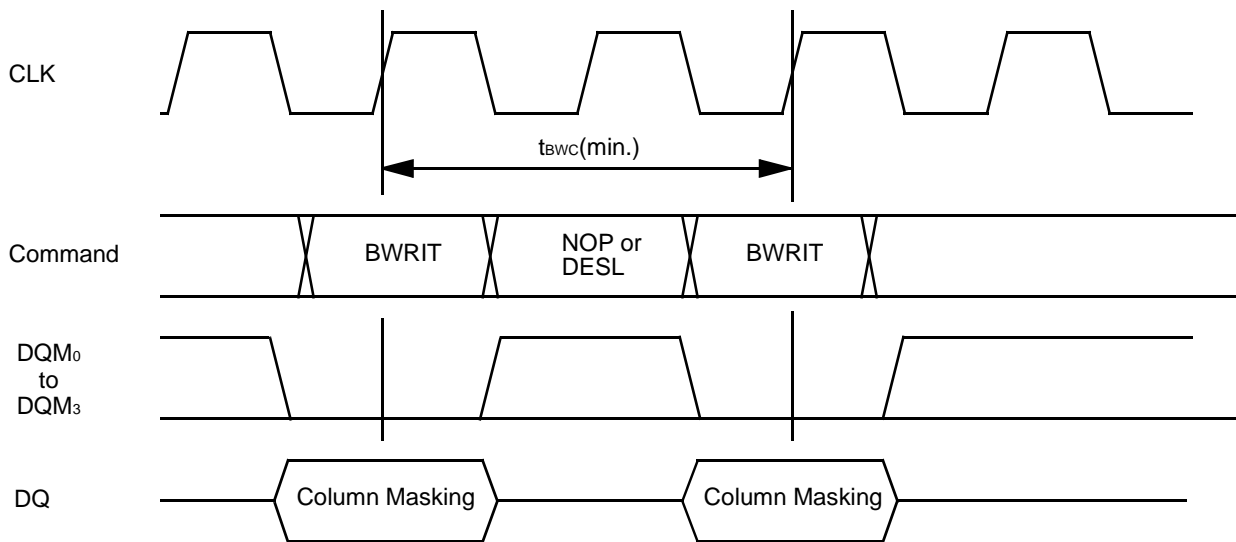 CLK
tBWC(min.)
Command
BWRIT
NOP or
DESL
BWRIT
DQM0
to
DQM3
DQ
Column Masking
Column Masking